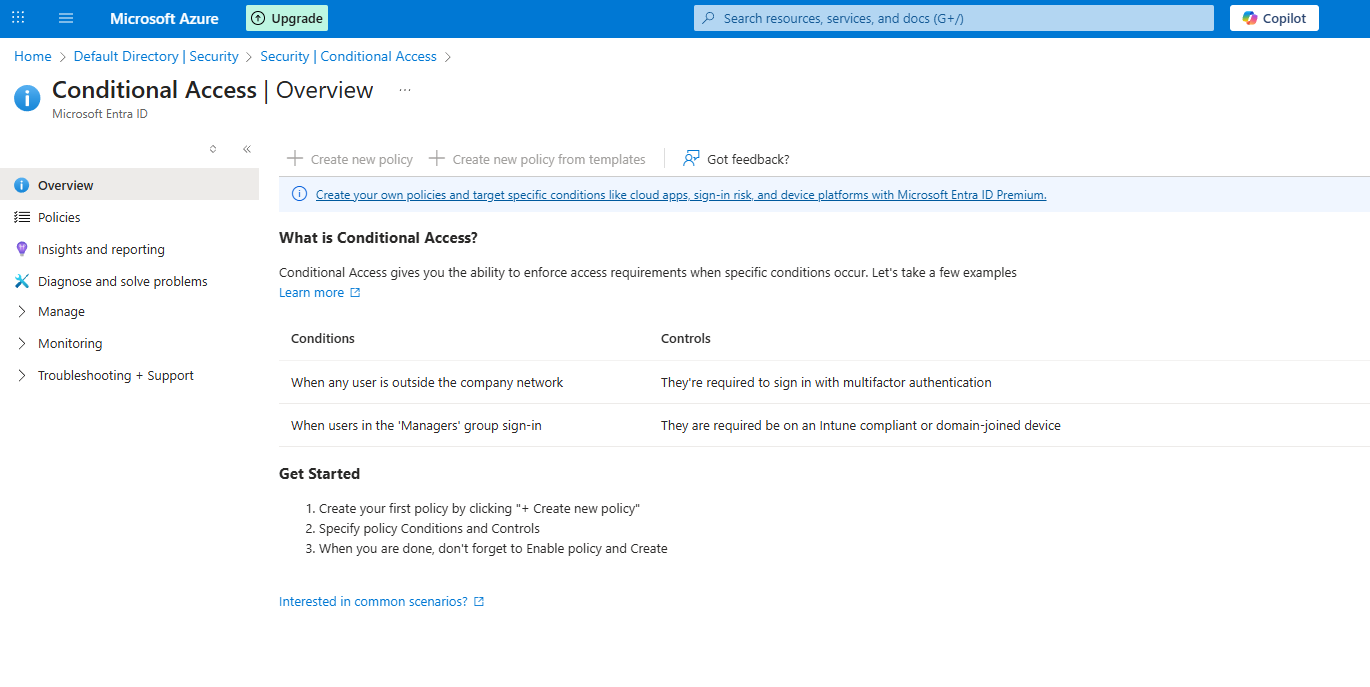 Microsoft Azure
Upgrade
Search resources, services, and docs (G+/)
Copilot
Home > Default Directory | Security > Security | Conditional Access >
Conditional Access | Overview ...
Microsoft Entra ID
Create new policy
Create new policy from templates
Got feedback?
Overview
Policies
Insights and reporting
Diagnose and solve problems
Manage
Monitoring
Troubleshooting + Support
Create your own policies and target specific conditions like cloud apps, sign-in risk, and device platforms with Microsoft Entra ID Premium.
What is Conditional Access?
Conditional Access gives you the ability to enforce access requirements when specific conditions occur. Let's take a few examples
Learn more
Conditions Controls
When any user is outside the company network They're required to sign in with multifactor authentication
When users in the 'Managers' group sign-in They are required be on an Intune compliant or domain-joined device
Get Started
1. Create your first policy by clicking "+ Create new policy"
2. Specify policy Conditions and Controls
3. When you are done, don't forget to Enable policy and Create
Interested in common scenarios?